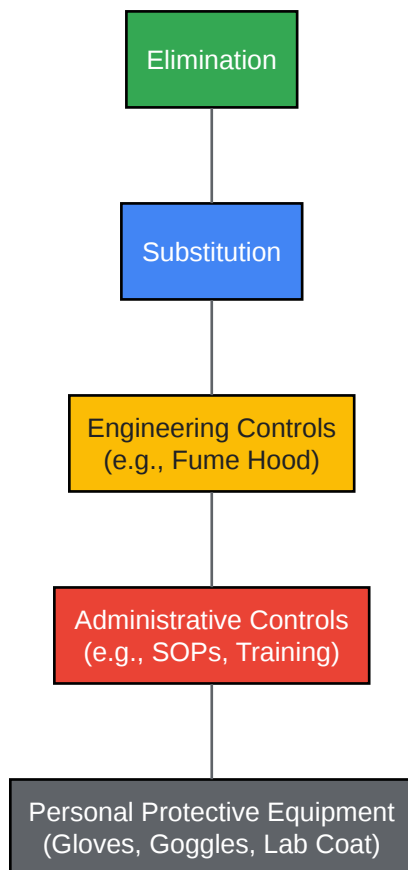 Elimination
Substitution
Engineering Controls
(e.g., Fume Hood)
Administrative Controls
(e.g., SOPs, Training)
Personal Protective Equipment
(Gloves, Goggles, Lab Coat)